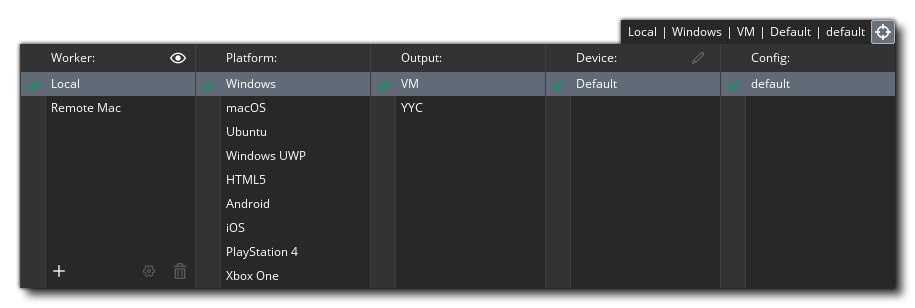 Local | Windows | VM | Default | default
Worker: Platform: Output: Device: Config:
Local Windows VM Default default
Remote Mac macOS YYC
Ubuntu
Windows UWP
HTML5
Android
iOS
PlayStation 4
Xbox One